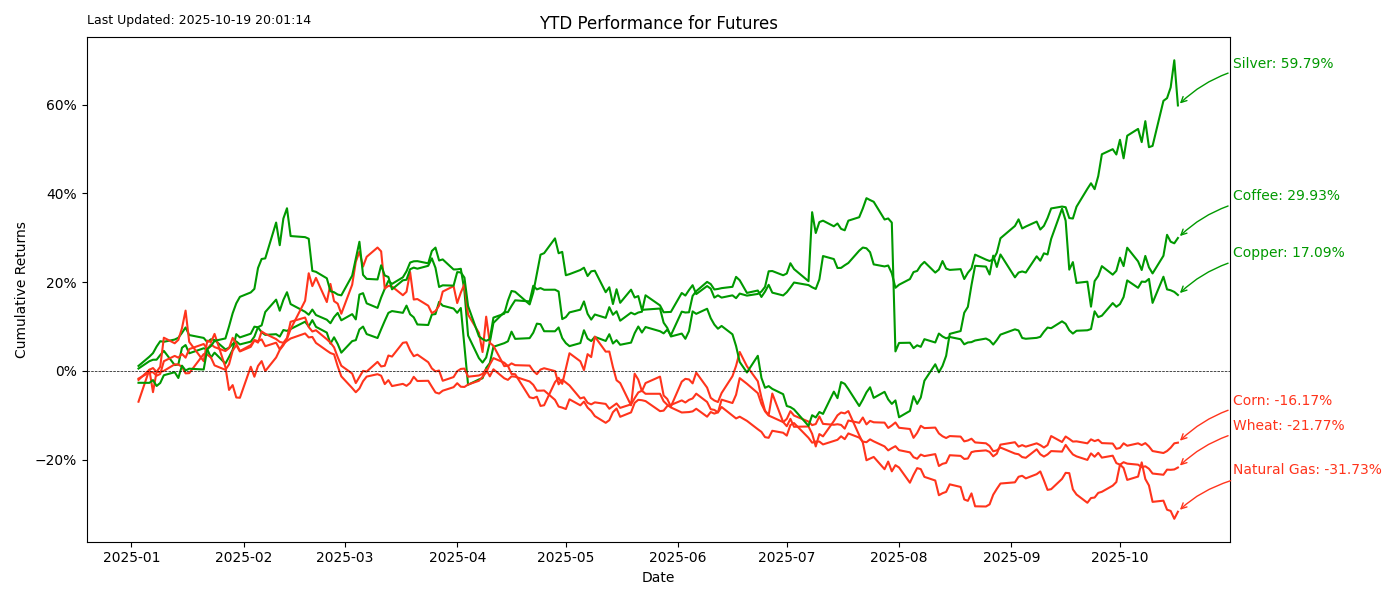 Last Updated: 2025-10-19 20:01:14
YTD Performance for Futures
Cumulative Returns
60%
40%
20%
0%
−20%
Silver: 59.79%
Coffee: 29.93%
Copper: 17.09%
Corn: -16.17%
Wheat: -21.77%
Natural Gas: -31.73%
2025-01 2025-02 2025-03 2025-04 2025-05 2025-06 2025-07 2025-08 2025-09 2025-10
Date